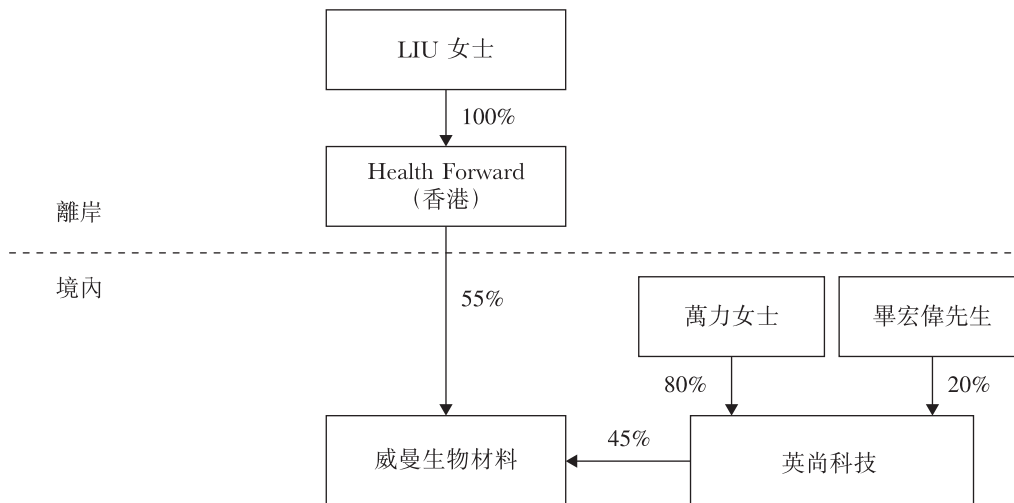 LIU 女士
100%
Health Forward
（香港）
離岸
境內
55%
萬力女士
畢宏偉先生
80%
20%
威曼生物材料
45%
英尚科技